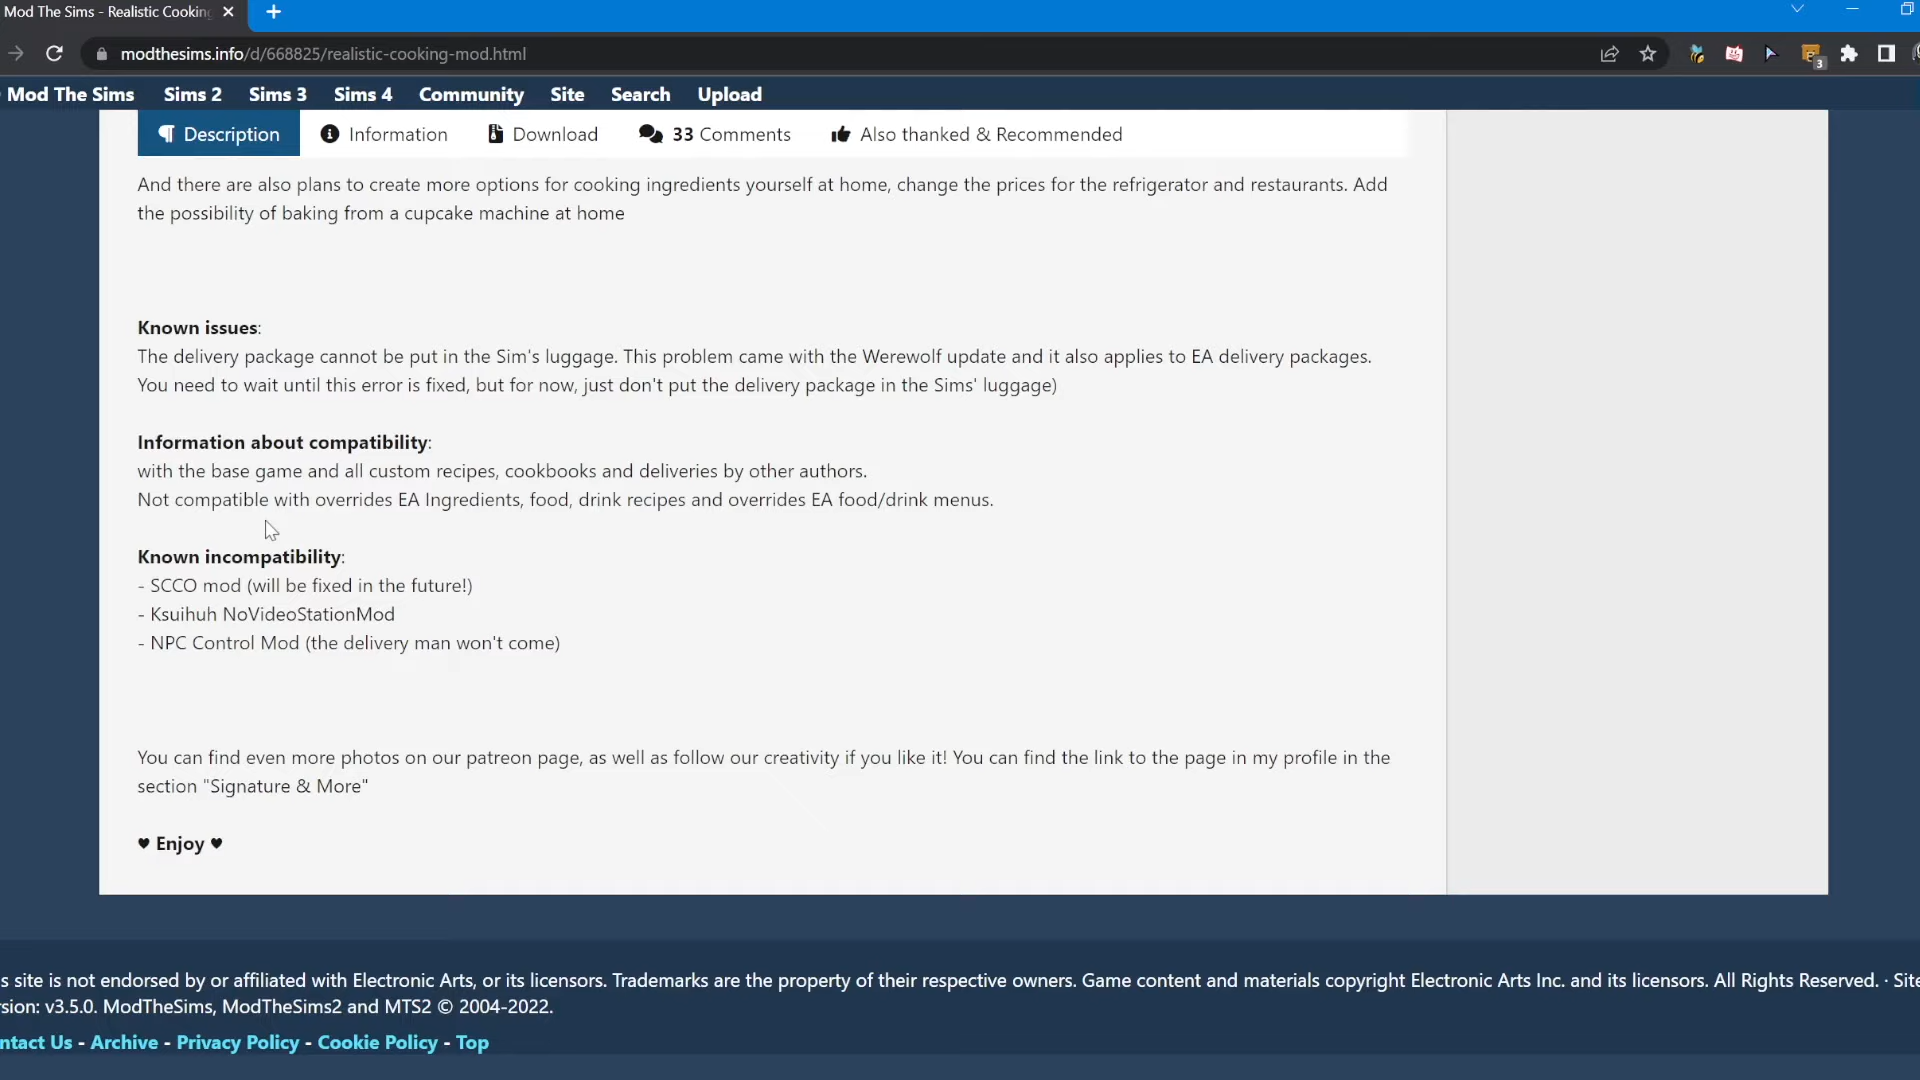 Mod The Sims - Realistic Cooking
modthesims.info/d/668825/realistic-cooking-mod.html
3
Mod The Sims Sims 2 Sims 3 Sims 4 Community Site Search Upload
Description Information Download 33 Comments Also thanked & Recommended
And there are also plans to create more options for cooking ingredients yourself at home, change the prices for the refrigerator and restaurants. Add
the possibility of baking from a cupcake machine at home
Known issues:
The delivery package cannot be put in the Sim's luggage. This problem came with the Werewolf update and it also applies to EA delivery packages.
You need to wait until this error is fixed, but for now, just don't put the delivery package in the Sims' luggage)
Information about compatibility:
with the base game and all custom recipes, cookbooks and deliveries by other authors.
Not compatible with overrides EA Ingredients, food, drink recipes and overrides EA food/drink menus.
Known incompatibility:
- SCCO mod (will be fixed in the future!)
- Ksuihuh NoVideoStationMod
- NPC Control Mod (the delivery man won't come)
You can find even more photos on our patreon page, as well as follow our creativity if you like it! You can find the link to the page in my profile in the
section "Signature & More"
♥ Enjoy ♥
s site is not endorsed by or affiliated with Electronic Arts, or its licensors. Trademarks are the property of their respective owners. Game content and materials copyright Electronic Arts Inc. and its licensors. All Rights Reserved. · Site
rsion: v3.5.0. ModTheSims, ModTheSims2 and MTS2 © 2004-2022.
ntact Us - Archive - Privacy Policy - Cookie Policy - Top